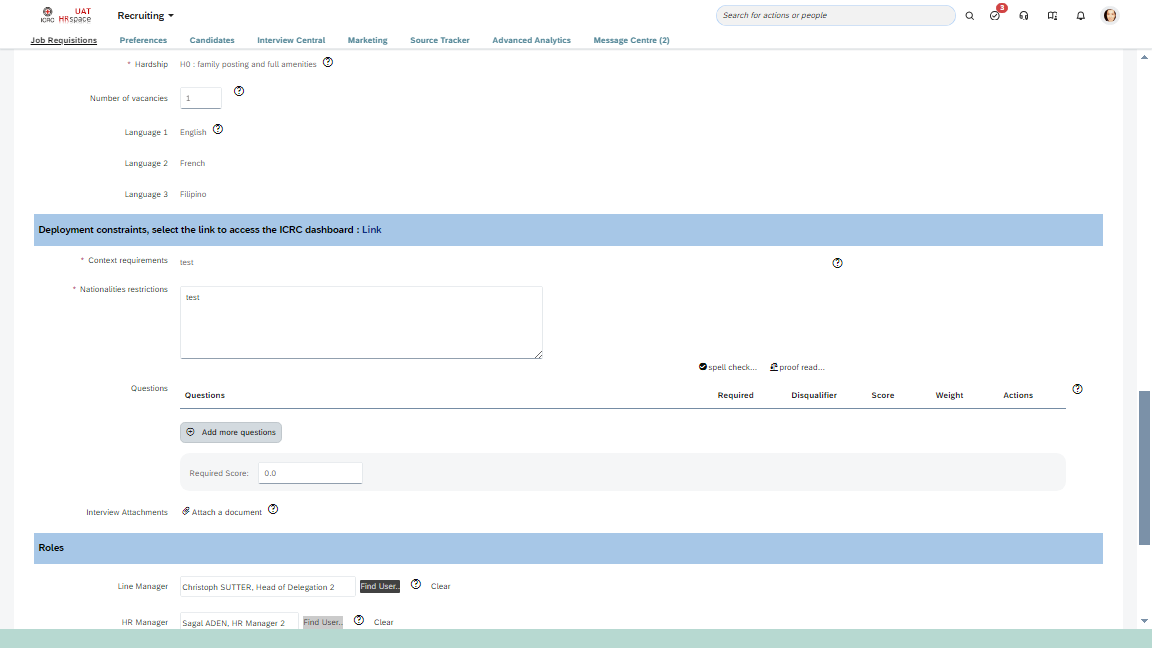 UAT
ICRC HRspace
Recruiting
Search for actions or people
3
Job Requisitions Preferences Candidates Interview Central Marketing Source Tracker Advanced Analytics Message Centre (2)
* Hardship H0 : family posting and full amenities ?
Number of vacancies 1 ?
Language 1 English ?
Language 2 French
Language 3 Filipino
Deployment constraints, select the link to access the ICRC dashboard : Link
* Context requirements test ?
* Nationalities restrictions test
spell check... proof read...
Questions Questions Required Disqualifier Score Weight Actions ?
Add more questions
Required Score: 0.0
Interview Attachments Attach a document ?
Roles
Line Manager Christoph SUTTER, Head of Delegation 2 Find User.. ? Clear
HR Manager Sagal ADEN, HR Manager 2 Find User.. ? Clear